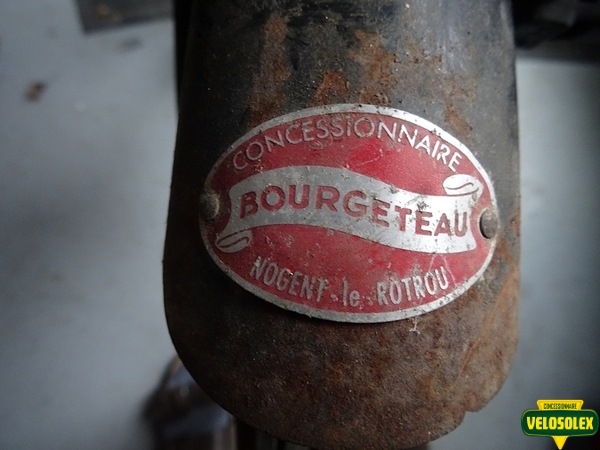 CONCESSIONNAIRE
BOURGETEAU
NOGENT-le-ROTROU
CONCESSIONNAIRE
VELOSOLEX